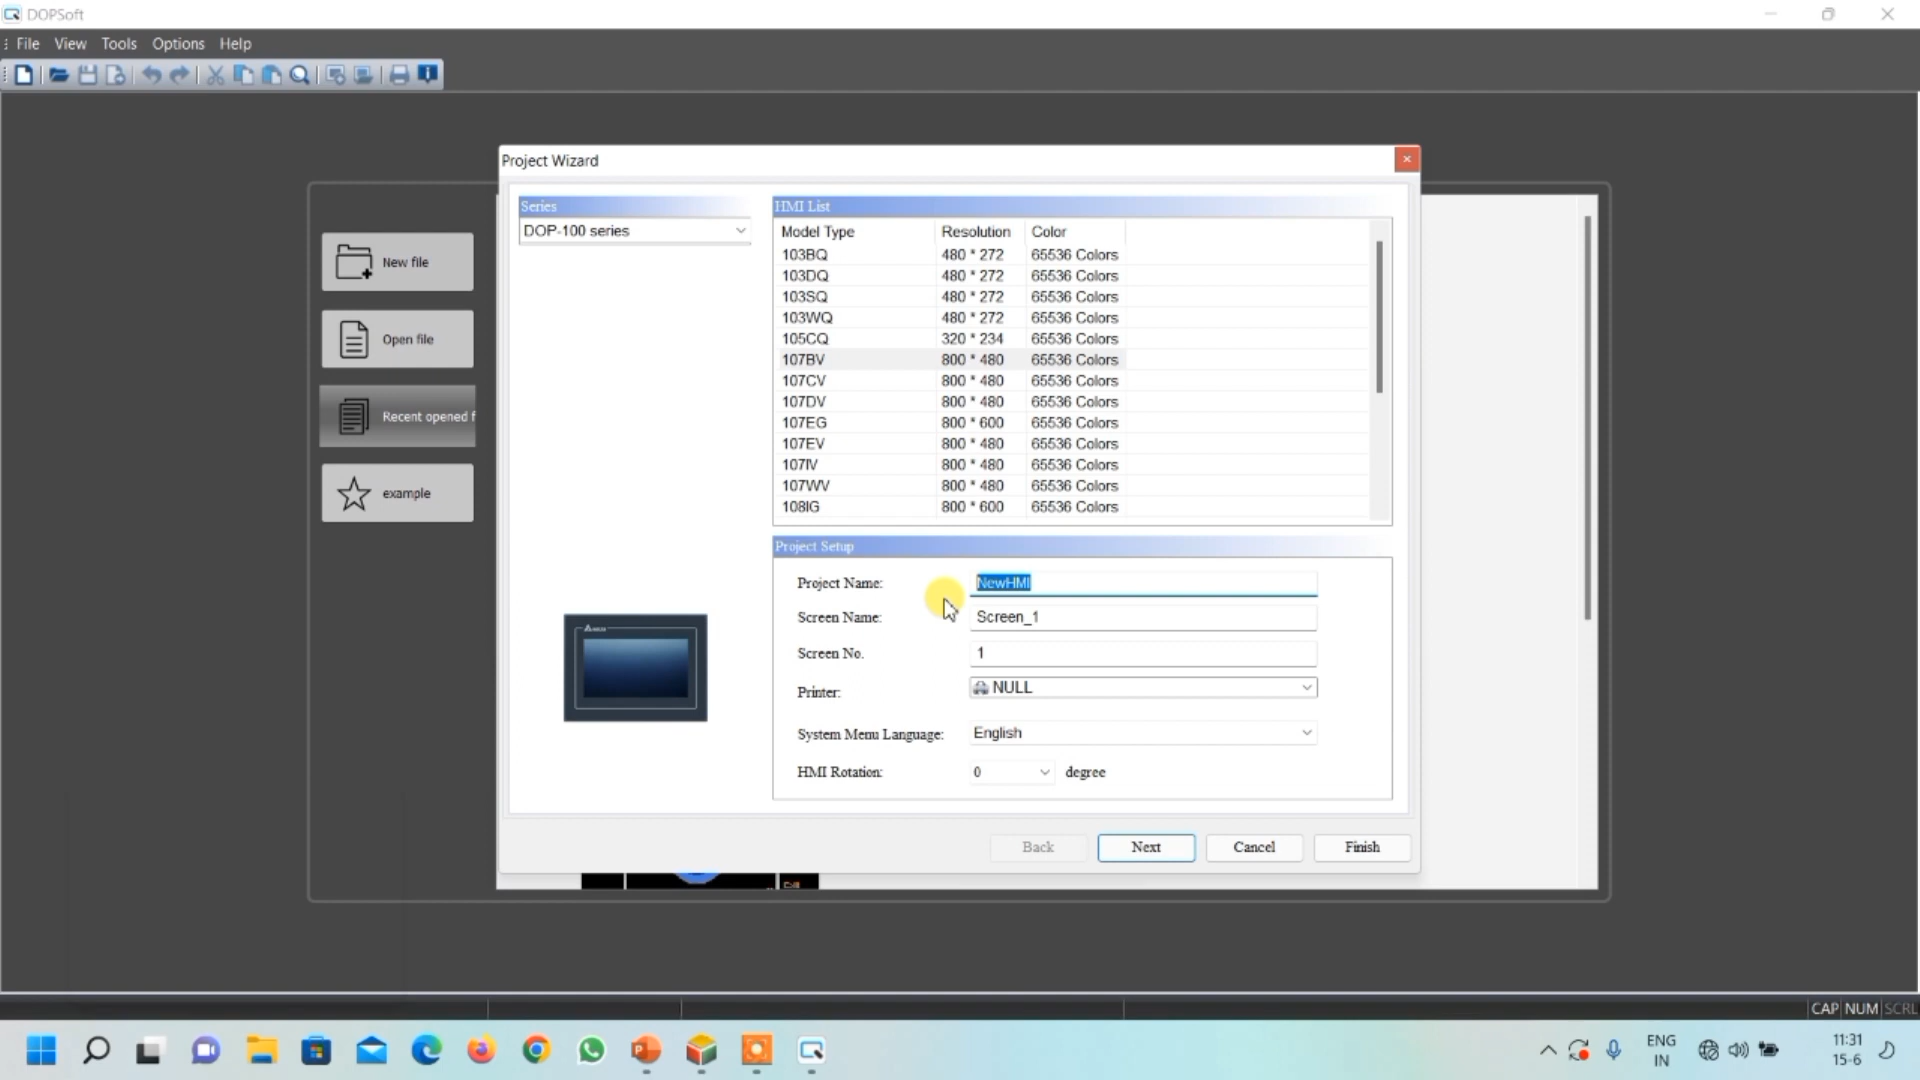 DOPSoft
File View Tools Options Help
Project Wizard
Series
DOP-100 series
HMI List
Model Type Resolution Color
103BQ 480 * 272 65536 Colors
103DQ 480 * 272 65536 Colors
103SQ 480 * 272 65536 Colors
103WQ 480 * 272 65536 Colors
105CQ 320 * 234 65536 Colors
107BV 800 * 480 65536 Colors
107CV 800 * 480 65536 Colors
107DV 800 * 480 65536 Colors
107EG 800 * 600 65536 Colors
107EV 800 * 480 65536 Colors
107IV 800 * 480 65536 Colors
107WV 800 * 480 65536 Colors
108IG 800 * 600 65536 Colors
New file
Open file
Recent opened f
example
Project Setup
Project Name: NewHMI
Screen Name: Screen_1
Screen No. 1
Printer: NULL
System Menu Language: English
HMI Rotation: 0 degree
Back Next Cancel Finish
Exit
CAP NUM SCRL
ENG
IN
11:31
15-6